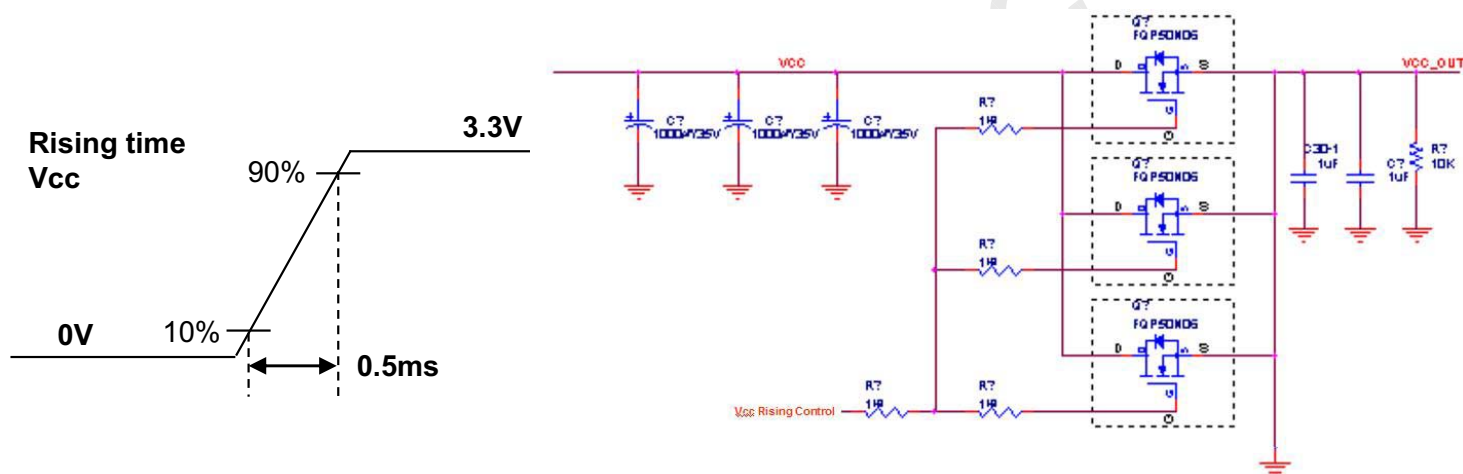 Rising time
Vcc
3.3V
90%
0V
10%
0.5ms
VCC
C?
1000uF/35V
C?
1000uF/35V
C?
1000uF/35V
Q?
FQP50N06
D
S
G
R?
Q?
FQP50N06
D
S
G
R?
Q?
FQP50N06
D
S
G
R?
R?
Vcc Rising Control
VCC_OUT
1uF
C?
1uF
R?
10K